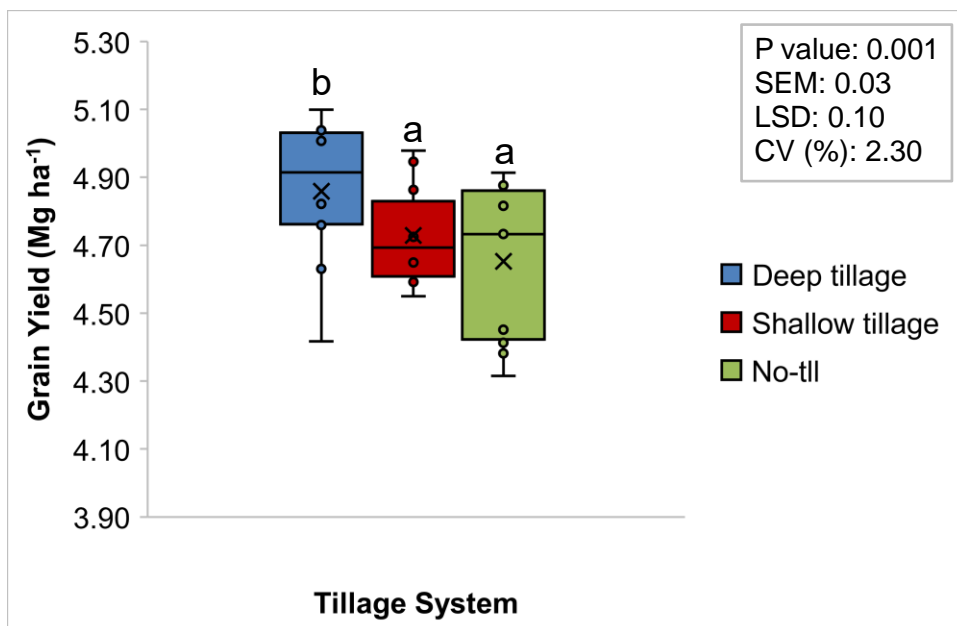 P value: 0.001
SEM: 0.03
LSD: 0.10
CV (%): 2.30
Grain Yield (Mg ha⁻¹)
5.30
5.10
4.90
4.70
4.50
4.30
4.10
3.90
b
a
a
Deep tillage
Shallow tillage
No-tll
Tillage System